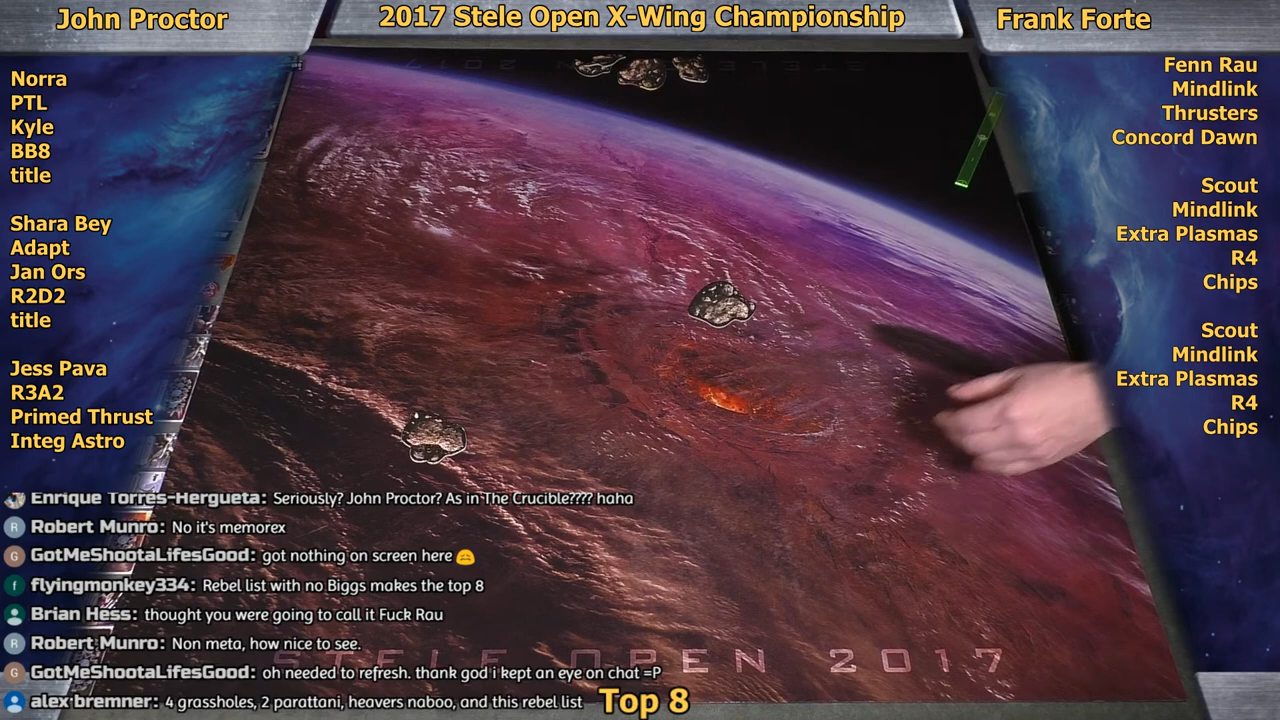 John Proctor
2017 Stele Open X-Wing Championship
Frank Forte
Norra
PTL
Kyle
BB8
title
Shara Bey
Adapt
Jan Ors
R2D2
title
Jess Pava
R3A2
Primed Thrust
Integ Astro
Fenn Rau
Mindlink
Thrusters
Concord Dawn
Scout
Mindlink
Extra Plasmas
R4
Chips
Scout
Mindlink
Extra Plasmas
R4
Chips
Enrique Torres-Hergueta: Seriously? John Proctor? As in The Crucible???? haha
Robert Munro: No it's memorex
GotMeShootaLifesGood: got nothing on screen here
flyingmonkey334: Rebel list with no Biggs makes the top 8
Brian Hess: thought you were going to call it Fuck Rau
Robert Munro: Non meta, how nice to see.
GotMeShootaLifesGood: oh needed to refresh. thank god i kept an eye on chat =P
alex bremner: 4 grassholes, 2 parattani, heavers naboo, and this rebel list
STELE OPEN 2017
Top 8